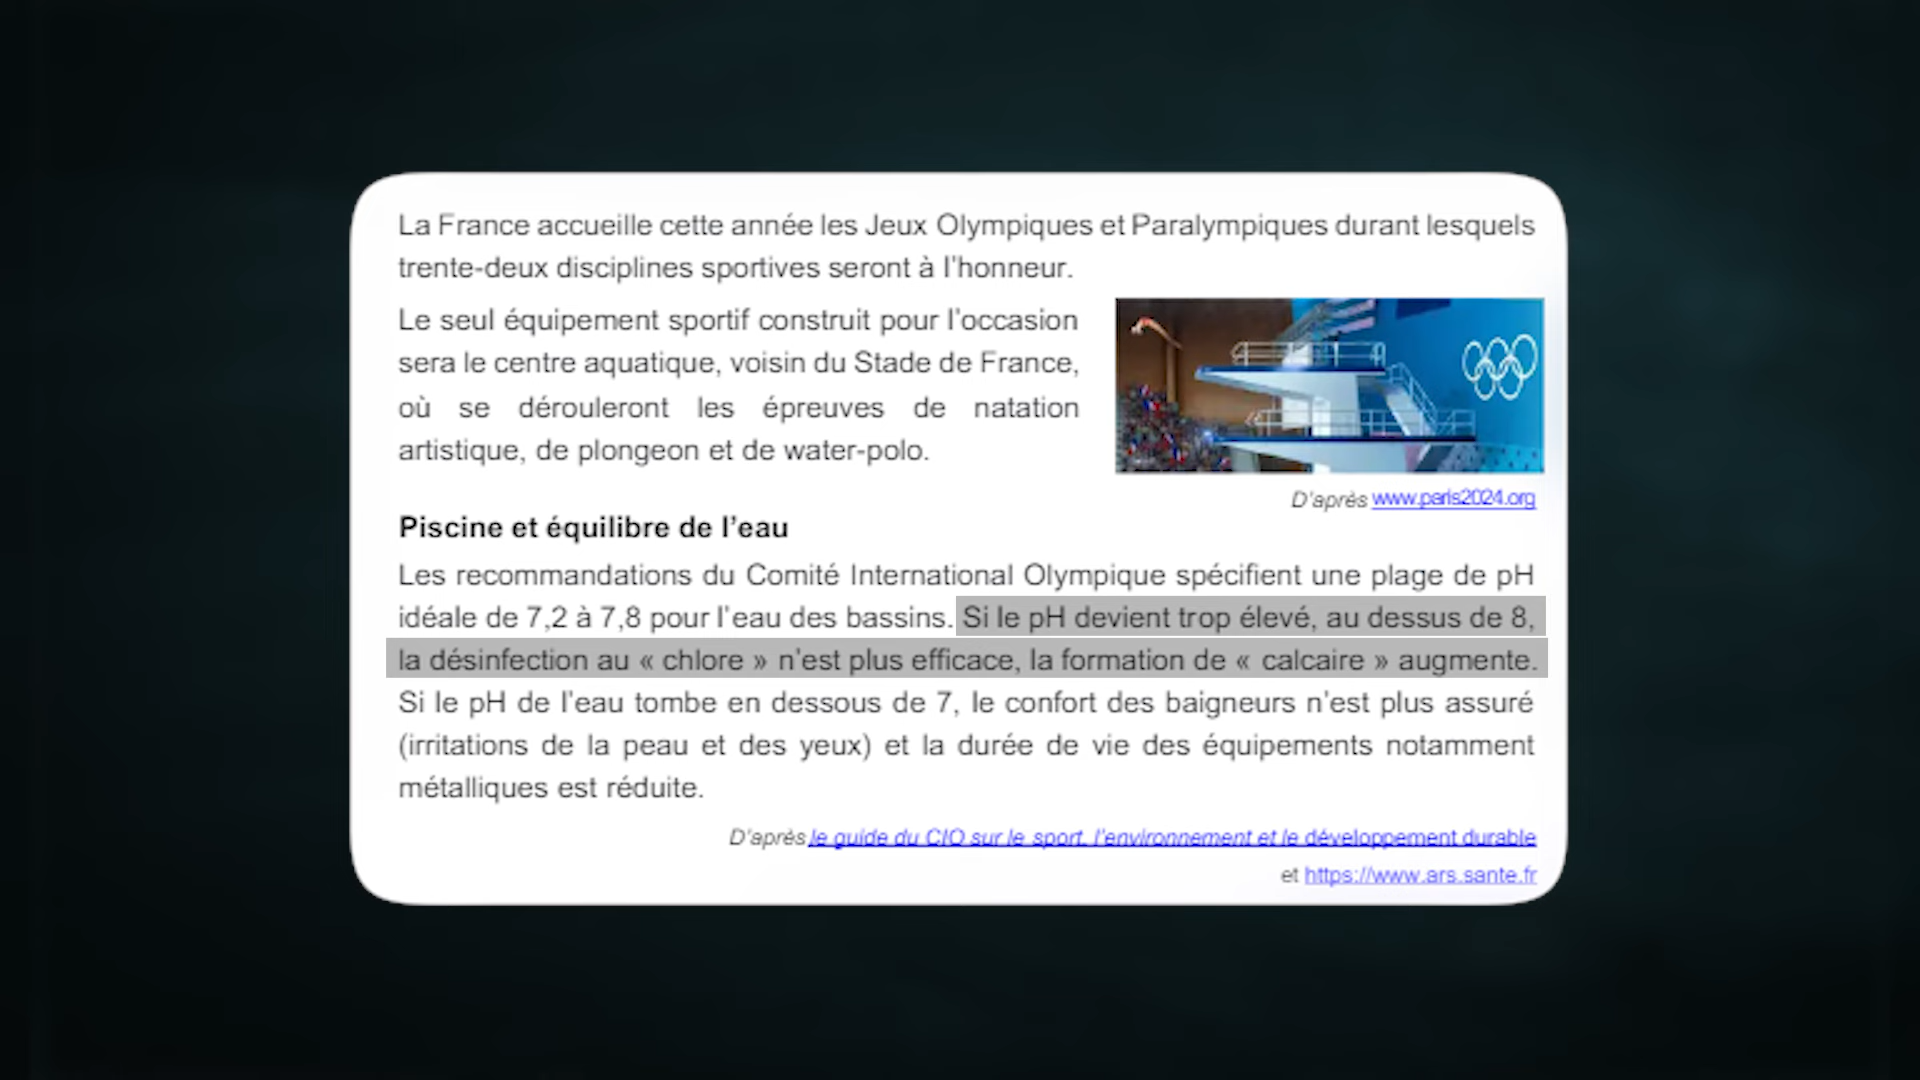 La France accueille cette année les Jeux Olympiques et Paralympiques durant lesquels
trente-deux disciplines sportives seront à l'honneur.
Le seul équipement sportif construit pour l'occasion
sera le centre aquatique, voisin du Stade de France,
où se dérouleront les épreuves de natation
artistique, de plongeon et de water-polo.
D'après www.paris2024.org
Piscine et équilibre de l'eau
Les recommandations du Comité International Olympique spécifient une plage de pH
idéale de 7,2 à 7,8 pour l'eau des bassins. Si le pH devient trop élevé, au dessus de 8,
la désinfection au « chlore » n'est plus efficace, la formation de « calcaire » augmente.
Si le pH de l'eau tombe en dessous de 7, le confort des baigneurs n'est plus assuré
(irritations de la peau et des yeux) et la durée de vie des équipements notamment
métalliques est réduite.
D'après le guide du CIO sur le sport, l'environnement et le développement durable
et https://www.ars.sante.fr